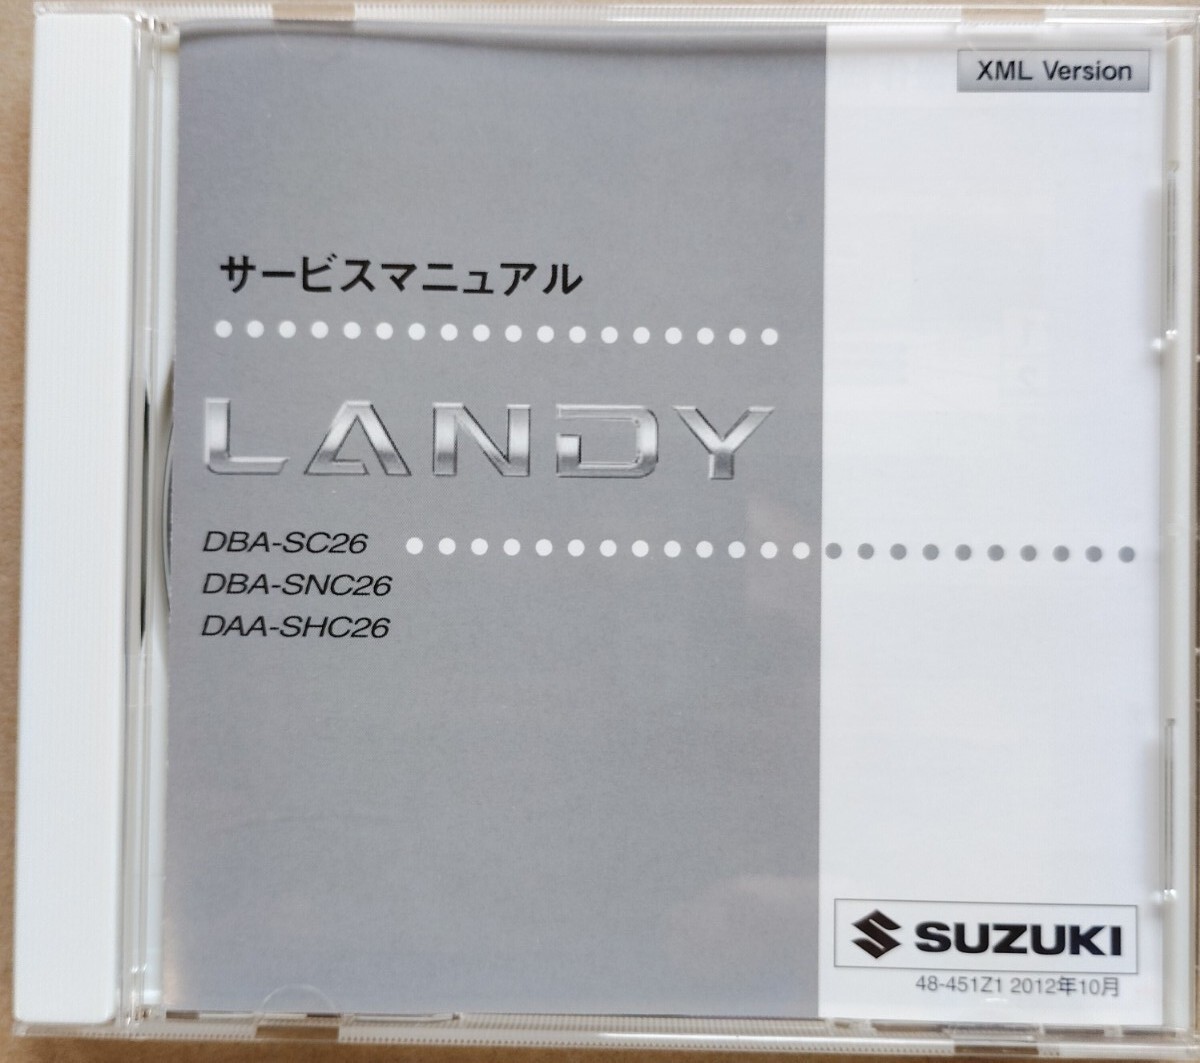 XML Version
サービスマニュアル
LANDY
DBA-SC26
DBA-SNC26
DAA-SHC26
SUZUKI
48-451Z1 2012年10月